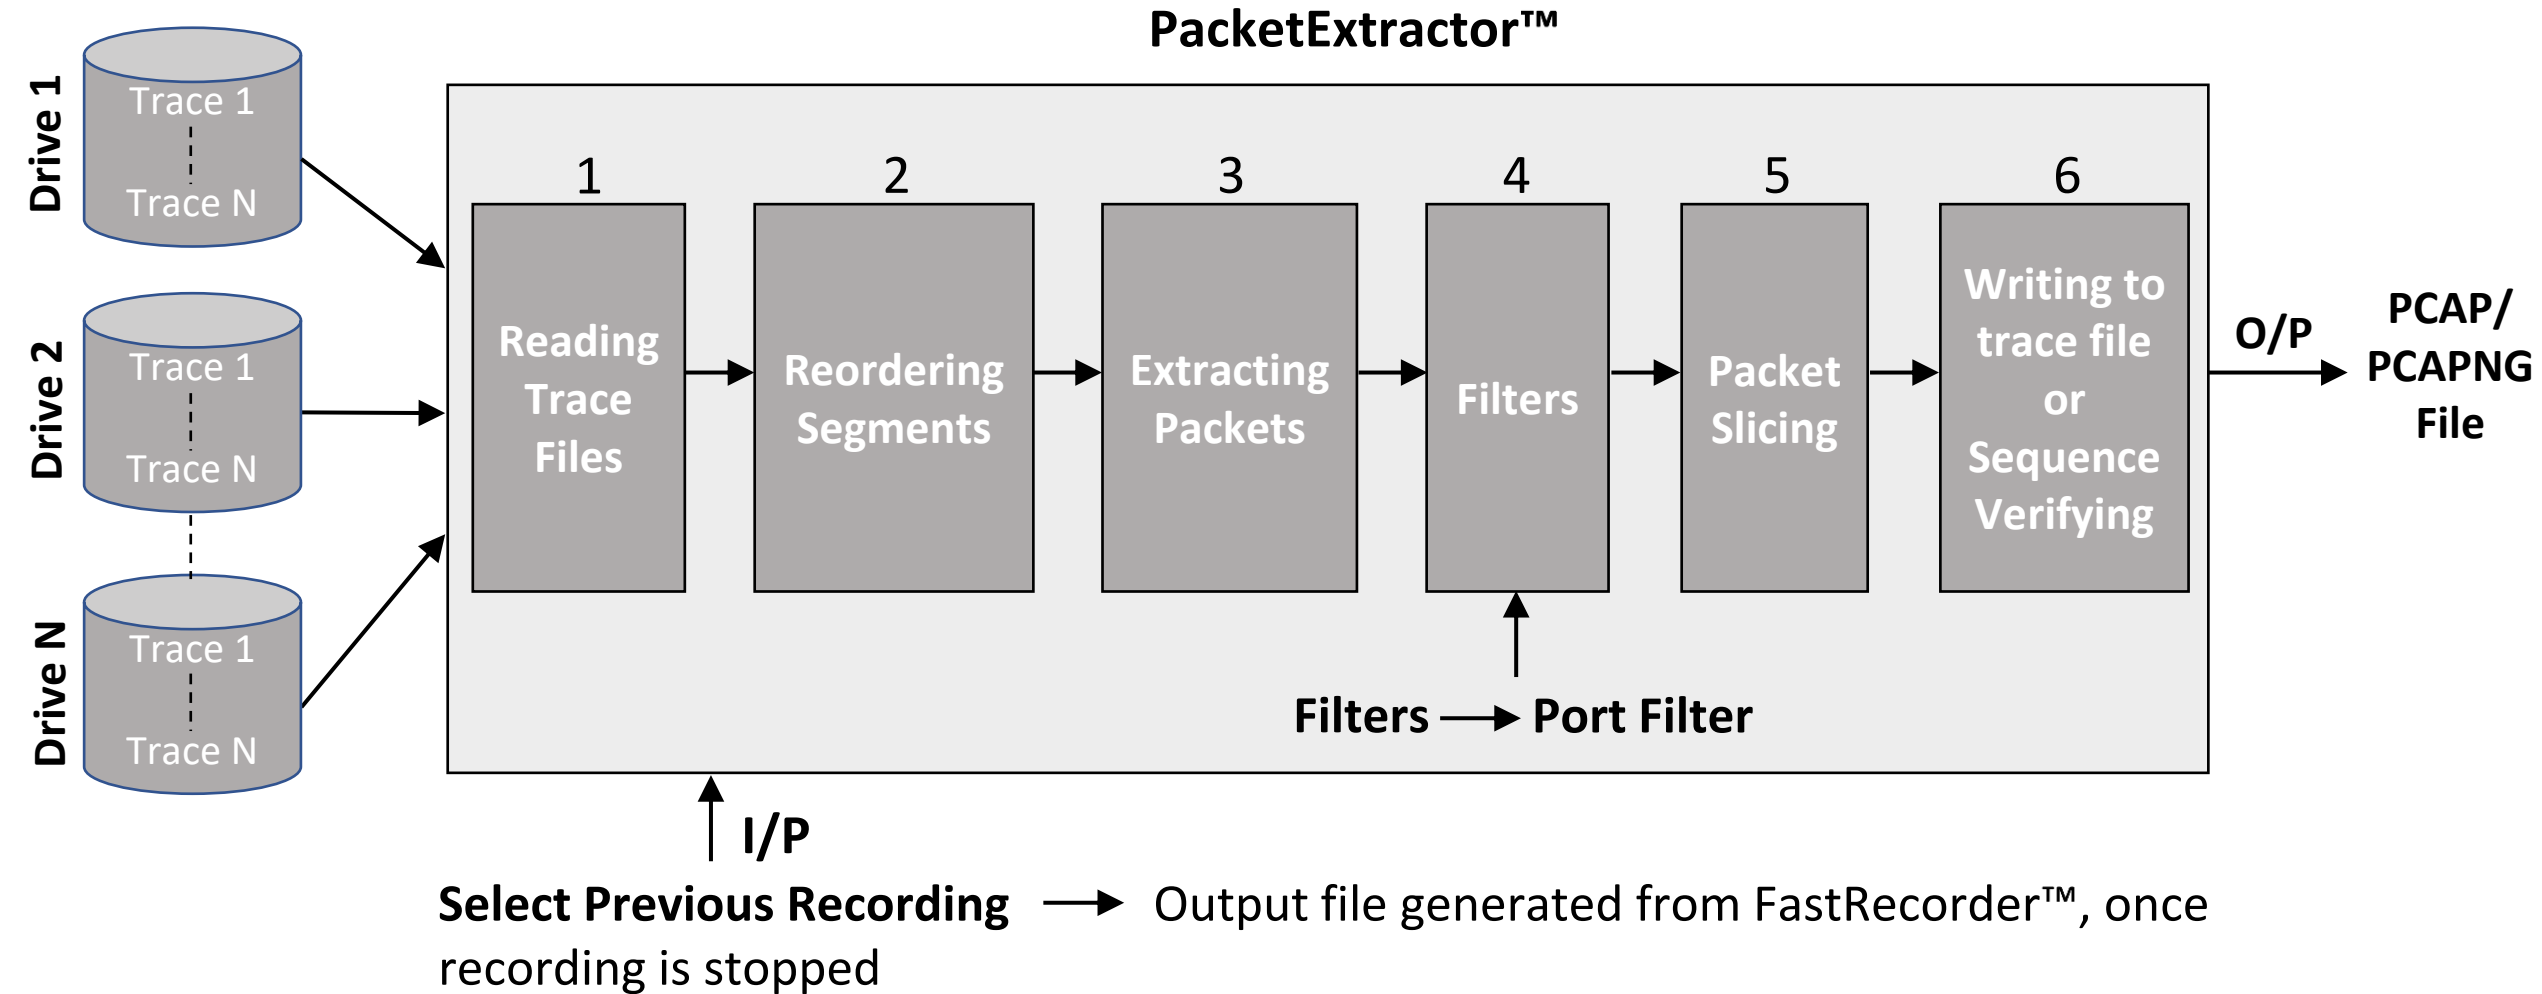 PacketExtractor™
Drive 1
Trace 1
Trace N
Drive 2
Trace 1
Trace N
Drive N
Trace 1
Trace N
1
Reading
Trace
Files
2
Reordering
Segments
3
Extracting
Packets
4
Filters
5
Packet
Slicing
6
Writing to
trace file
or
Sequence
Verifying
O/P
PCAP/
PCAPNG
File
Filters
Port Filter
I/P
Select Previous Recording
Output file generated from FastRecorder™, once
recording is stopped